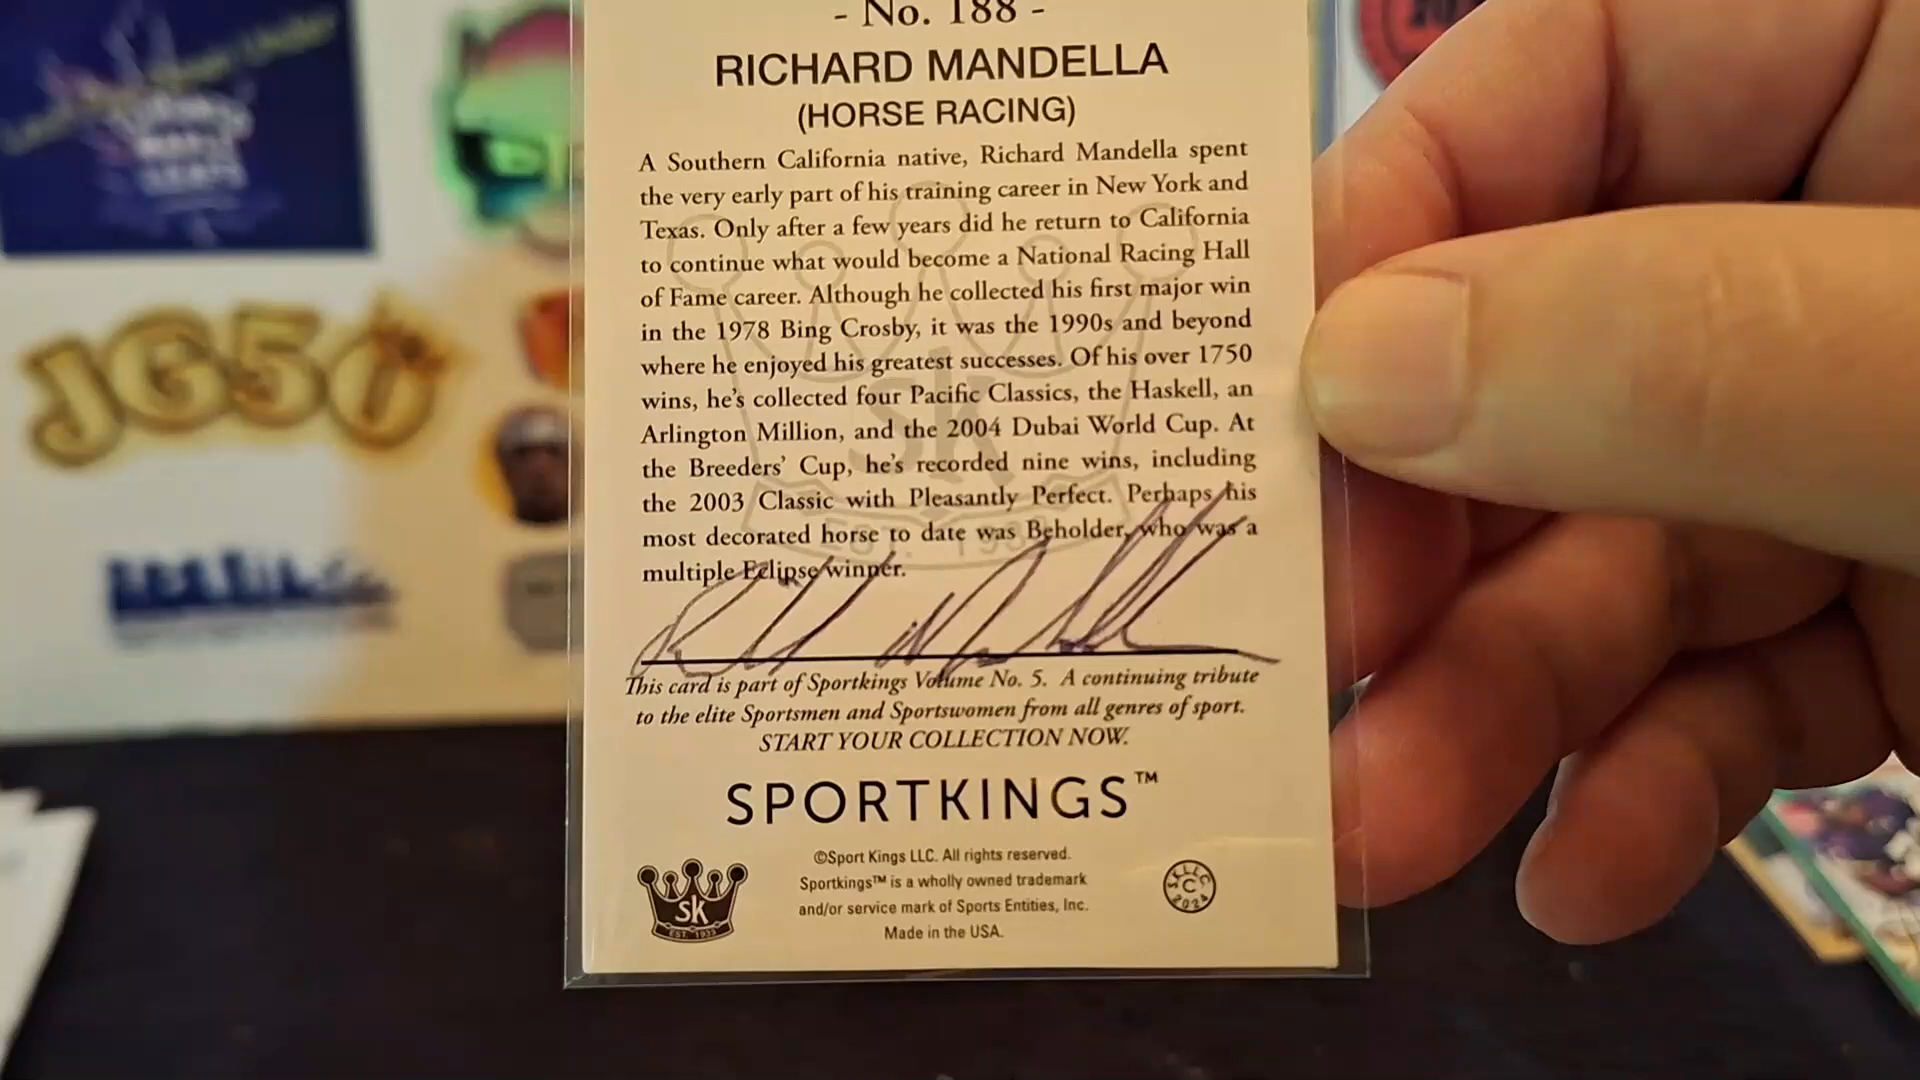 - No. 188 -
RICHARD MANDELLA
(HORSE RACING)
A Southern California native, Richard Mandella spent
the very early part of his training career in New York and
Texas. Only after a few years did he return to California
to continue what would become a National Racing Hall
of Fame career. Although he collected his first major win
in the 1978 Bing Crosby, it was the 1990s and beyond
where he enjoyed his greatest successes. Of his over 1750
wins, he's collected four Pacific Classics, the Haskell, an
Arlington Million, and the 2004 Dubai World Cup. At
the Breeders' Cup, he's recorded nine wins, including
the 2003 Classic with Pleasantly Perfect. Perhaps his
most decorated horse to date was Beholder, who was a
multiple Eclipse winner.
This card is part of Sportkings Volume No. 5. A continuing tribute
to the elite Sportsmen and Sportswomen from all genres of sport.
START YOUR COLLECTION NOW.
SPORTKINGS™
©Sport Kings LLC. All rights reserved.
Sportkings™ is a wholly owned trademark
and/or service mark of Sports Entities, Inc.
Made in the USA.
SK
EST. 1933
SKLLC
C
2024
JG50